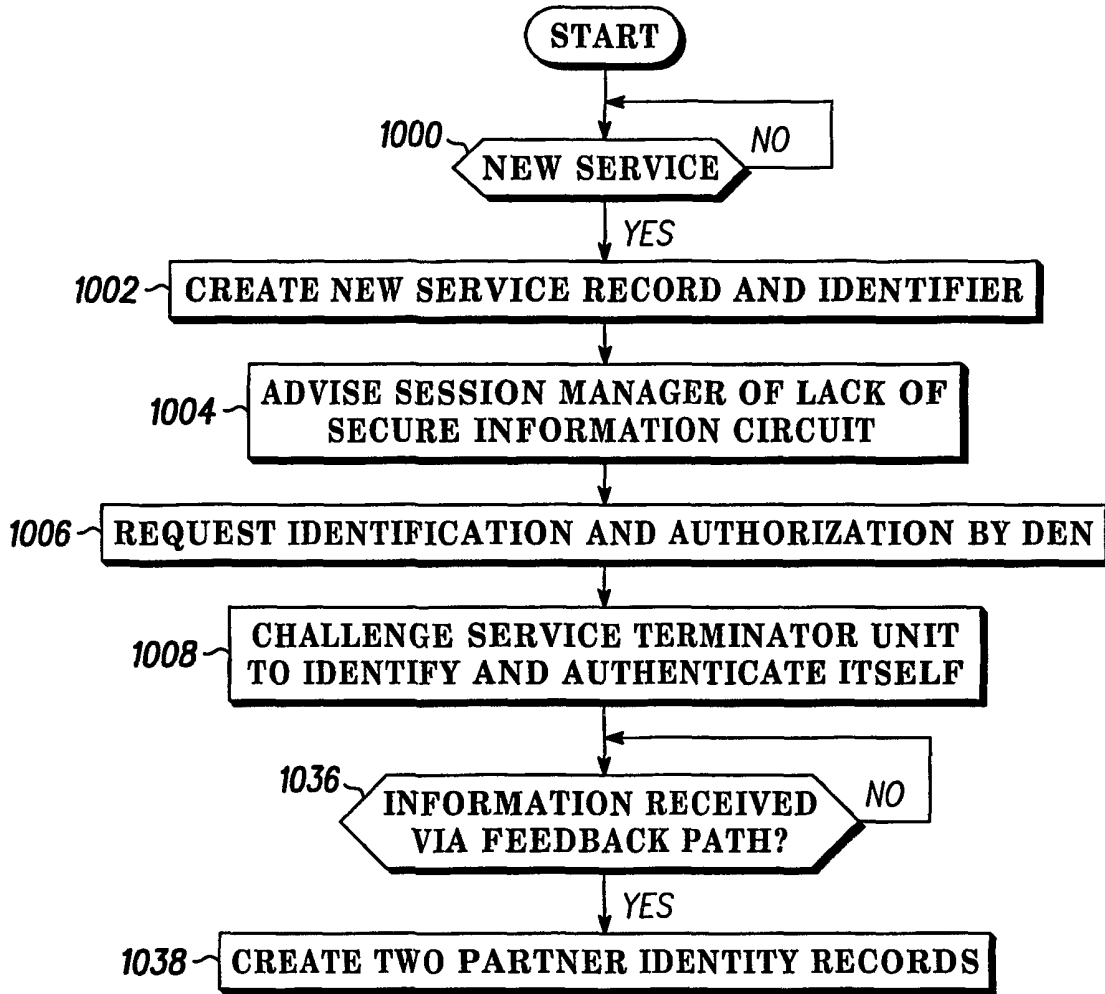 START
1000
NEW SERVICE
NO
YES
1002
CREATE NEW SERVICE RECORD AND IDENTIFIER
1004
ADVISE SESSION MANAGER OF LACK OF
SECURE INFORMATION CIRCUIT
1006
REQUEST IDENTIFICATION AND AUTHORIZATION BY DEN
1008
CHALLENGE SERVICE TERMINATOR UNIT
TO IDENTIFY AND AUTHENTICATE ITSELF
1036
INFORMATION RECEIVED
VIA FEEDBACK PATH?
NO
YES
1038
CREATE TWO PARTNER IDENTITY RECORDS